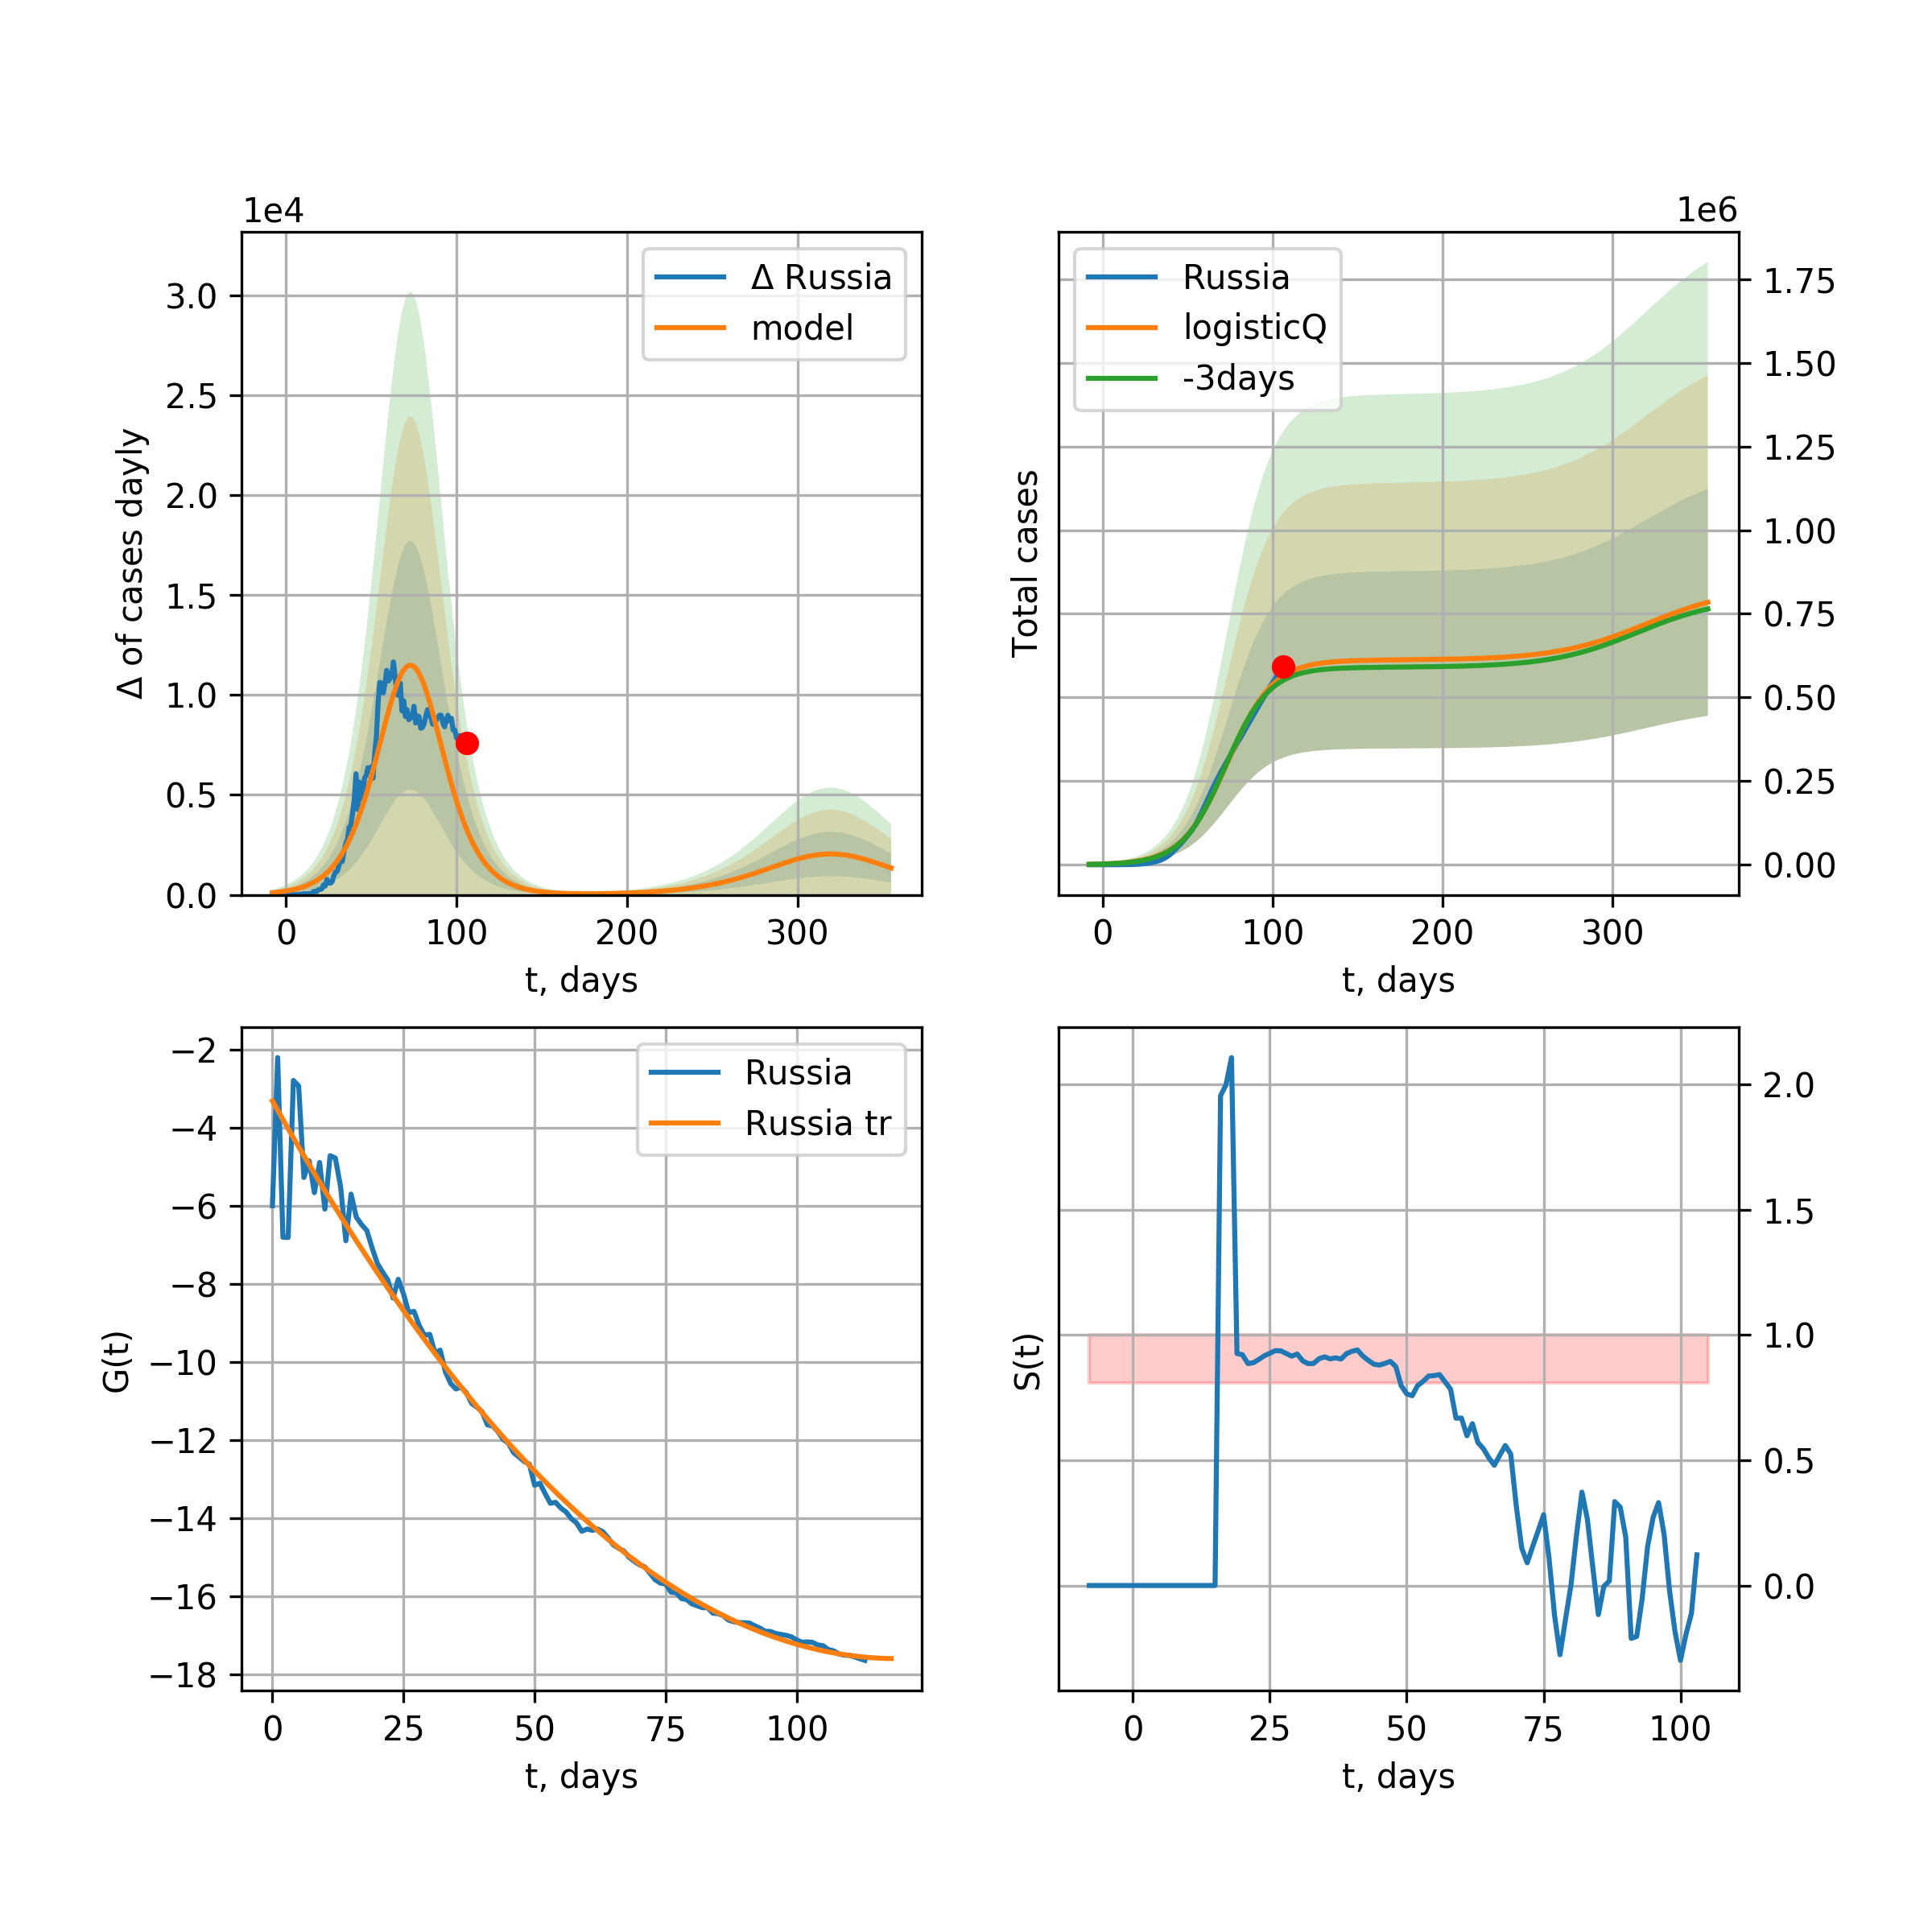 1e4
Δ of cases dayly
3.0
2.5
2.0
1.5
1.0
0.5
0.0
Δ Russia
model
0 100 200 300
t, days
1e6
Total cases
Russia
logisticQ
-3days
1.75
1.50
1.25
1.00
0.75
0.50
0.25
0.00
0 100 200 300
t, days
G(t)
−2
−4
−6
−8
−10
−12
−14
−16
−18
Russia
Russia tr
0 25 50 75 100
t, days
S(t)
2.0
1.5
1.0
0.5
0.0
0 25 50 75 100
t, days